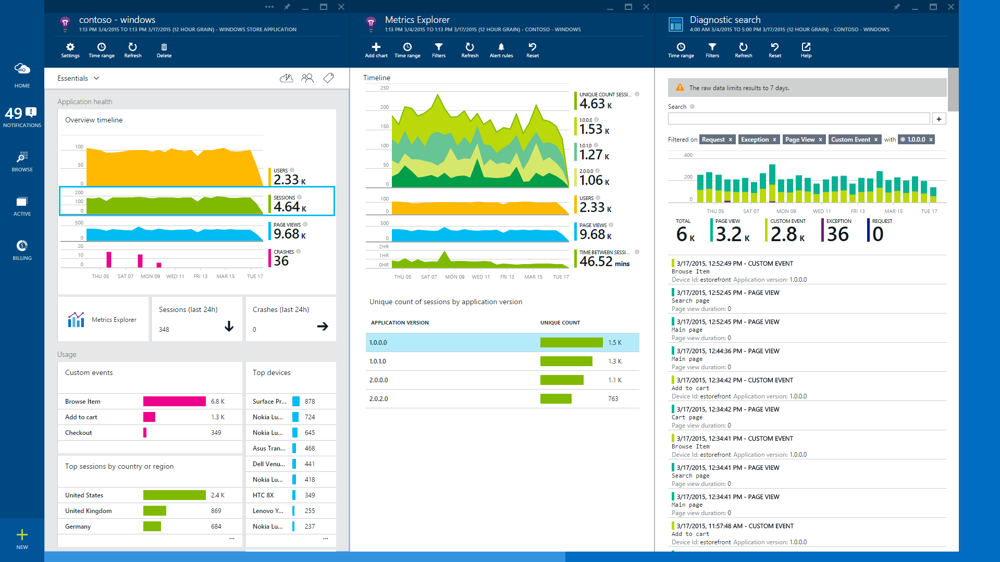 HOME
49
NOTIFICATIONS
BROWSE
ACTIVE
BILLING
NEW
contoso - windows
1:13 PM 3/4/2015 TO 1:13 PM 3/17/2015 (12 HOUR GRAIN) - WINDOWS STORE APPLICATION
Settings
Time range
Refresh
Delete
Essentials
Application health
Overview timeline
100
50
0
USERS
2.33 K
200
100
0
SESSIONS
4.64 K
500
0
PAGE VIEWS
9.68 K
20
10
0
CRASHES
36
THU 05 SAT 07 MON 09 WED 11 FRI 13 MAR 15 TUE 17
Metrics Explorer
Sessions (last 24h)
348
Crashes (last 24h)
0
Usage
Custom events
Browse Item 6.8 K
Add to cart 1.3 K
Checkout 349
Top sessions by country or region
United States 2.4 K
United Kingdom 869
Germany 684
...
Top devices
Surface Pr... 878
Nokia Lu... 724
Nokia Lu... 645
Asus Tran... 468
Dell Venu... 441
Nokia Lu... 418
HTC 8X 349
Lenovo Y... 255
Nokia Lu... 237
...
Metrics Explorer
1:13 PM 3/4/2015 TO 1:13 PM 3/17/2015 (12 HOUR GRAIN) - CONTOSO - WINDOWS
Add chart
Time range
Filters
Refresh
Alert rules
Reset
Timeline
250
200
150
100
50
0
UNIQUE COUNT SESSI...
4.63 K
1.0.0.0
1.53 K
1.0.1.0
1.27 K
2.0.0.0
1.06 K
100
0
USERS
2.33 K
500
0
PAGE VIEWS
9.68 K
2HR
1HR
0HR
TIME BETWEEN SESSI...
46.52 mins
THU 05 SAT 07 MON 09 WED 11 FRI 13 MAR 15 TUE 17
Unique count of sessions by application version
APPLICATION VERSION UNIQUE COUNT
1.0.0.0 1.5 K
1.0.1.0 1.3 K
2.0.0.0 1.1 K
2.0.2.0 763
Diagnostic search
4:00 AM 3/4/2015 TO 5:00 PM 3/17/2015 (12 HOUR GRAIN) - CONTOSO - WINDOWS
Time range
Filters
Refresh
Reset
Help
The raw data limits results to 7 days.
Search
+
Filtered on Request x Exception x Page View x Custom Event x with 1.0.0.0 x
400
200
0
THU 05 SAT 07 MON 09 WED 11 FRI 13 MAR 15 TUE 17
TOTAL
6 K
PAGE VIEW
3.2 K
CUSTOM EVENT
2.8 K
EXCEPTION
36
REQUEST
0
3/17/2015, 12:52:49 PM - CUSTOM EVENT
Browse Item
Device Id: estorefront Application version: 1.0.0.0
3/17/2015, 12:52:45 PM - PAGE VIEW
Search page
Page view duration: 0
3/17/2015, 12:52:45 PM - PAGE VIEW
Main page
Page view duration: 0
3/17/2015, 12:44:36 PM - PAGE VIEW
Main page
Page view duration: 0
3/17/2015, 12:34:42 PM - CUSTOM EVENT
Add to cart
Device Id: estorefront Application version: 1.0.0.0
3/17/2015, 12:34:42 PM - PAGE VIEW
Cart page
Page view duration: 0
3/17/2015, 12:34:41 PM - CUSTOM EVENT
Browse Item
Device Id: estorefront Application version: 1.0.0.0
3/17/2015, 12:34:41 PM - PAGE VIEW
Search page
Page view duration: 0
3/17/2015, 12:34:41 PM - PAGE VIEW
Main page
Page view duration: 0
3/17/2015, 11:57:48 AM - CUSTOM EVENT
Add to cart
Device Id: estorefront Application version: 1.0.0.0